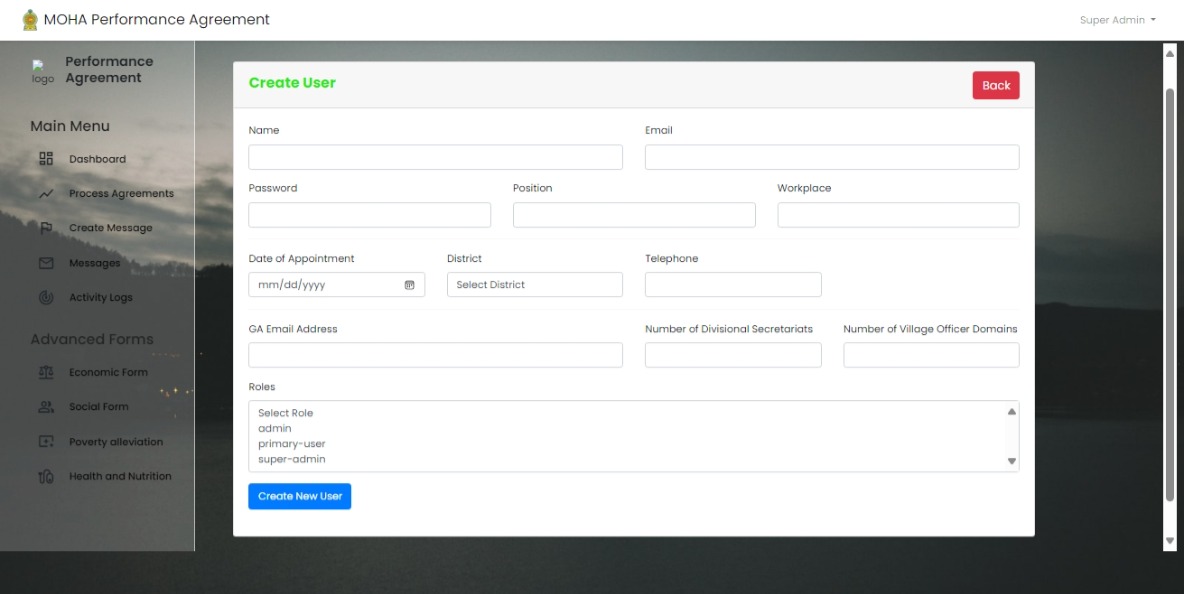 MOHA Performance Agreement
Super Admin
logo
Performance
Agreement
Main Menu
Dashboard
Process Agreements
Create Message
Messages
Activity Logs
Advanced Forms
Economic Form
Social Form
Poverty alleviation
Health and Nutrition
Create User
Back
Name
Email
Password
Position
Workplace
Date of Appointment
District
Telephone
mm/dd/yyyy
Select District
GA Email Address
Number of Divisional Secretariats
Number of Village Officer Domains
Roles
Select Role
admin
primary-user
super-admin
Create New User